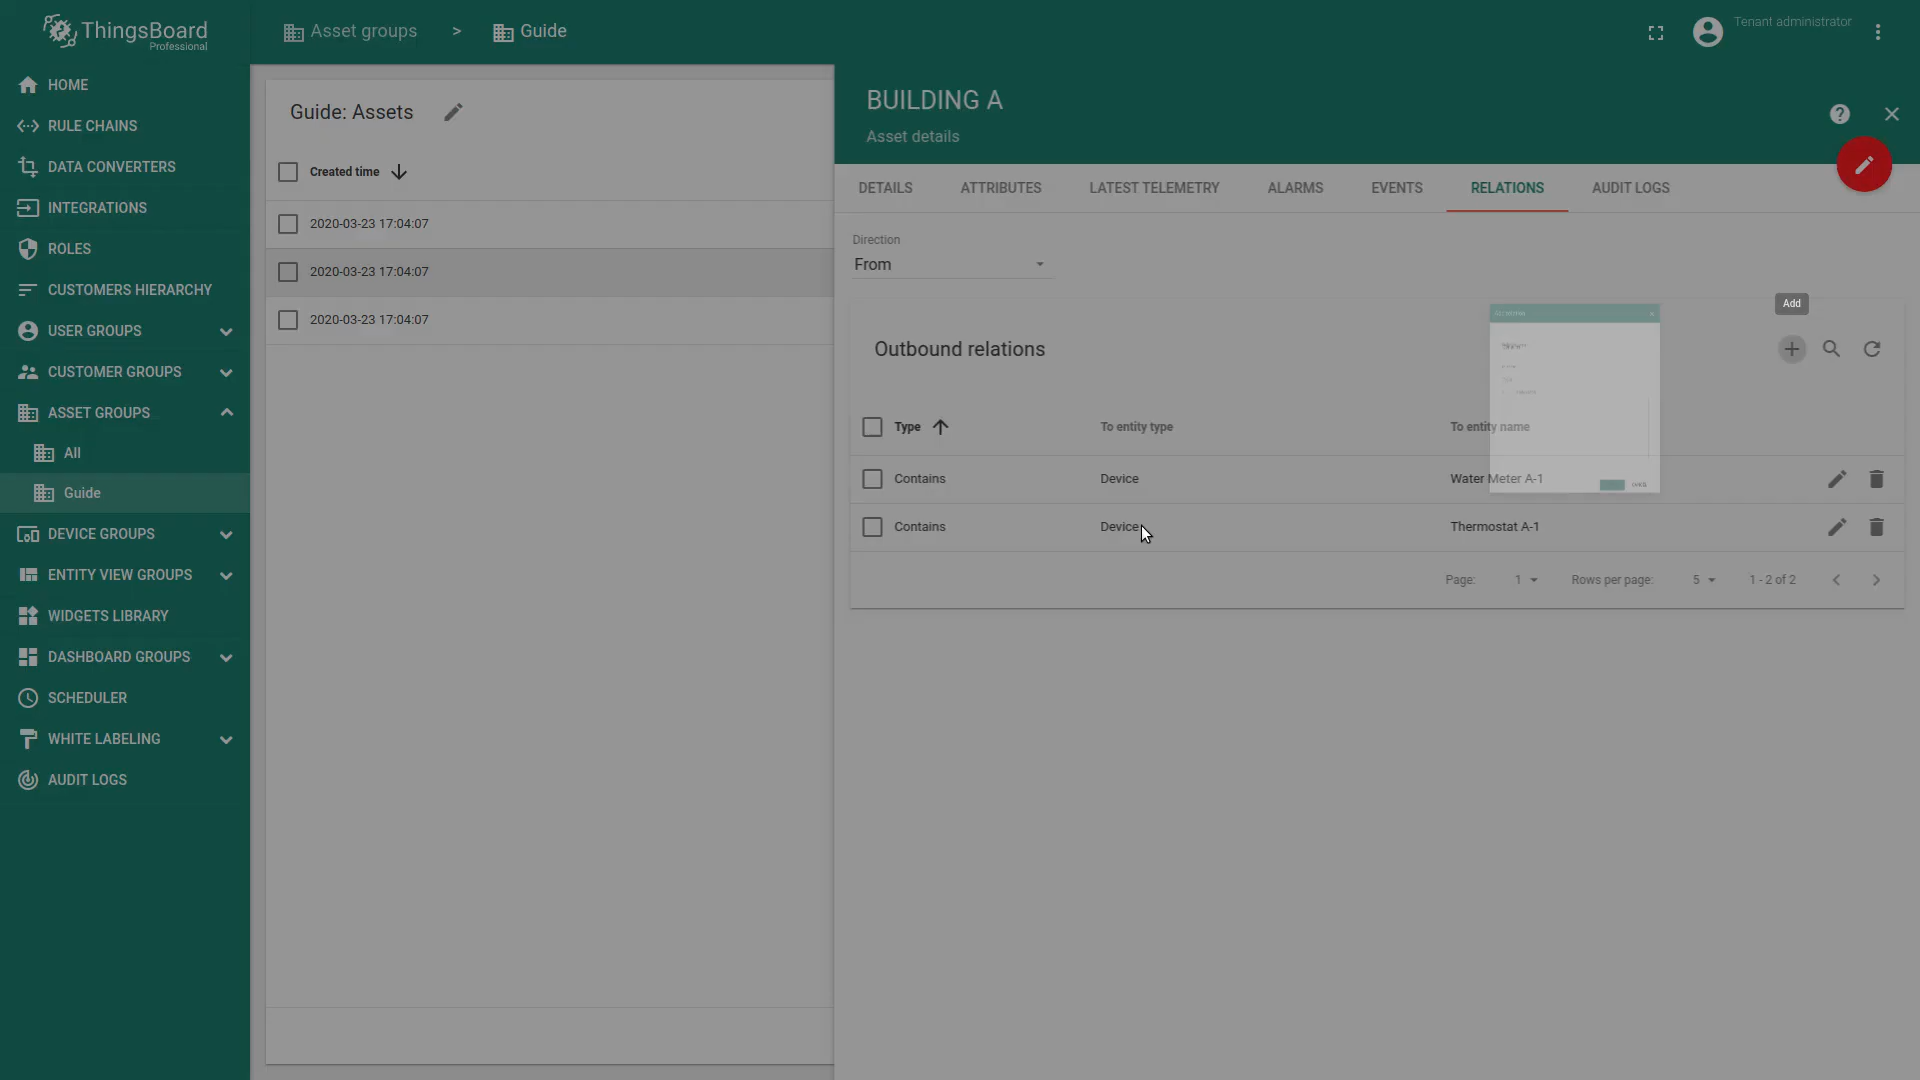 ThingsBoard
Professional
Asset groups > Guide
Tenant administrator
HOME
RULE CHAINS
DATA CONVERTERS
INTEGRATIONS
ROLES
CUSTOMERS HIERARCHY
USER GROUPS
CUSTOMER GROUPS
ASSET GROUPS
All
Guide
DEVICE GROUPS
ENTITY VIEW GROUPS
WIDGETS LIBRARY
DASHBOARD GROUPS
SCHEDULER
WHITE LABELING
AUDIT LOGS
Guide: Assets
Created time
2020-03-23 17:04:07
2020-03-23 17:04:07
2020-03-23 17:04:07
BUILDING A
Asset details
DETAILS ATTRIBUTES LATEST TELEMETRY ALARMS EVENTS RELATIONS AUDIT LOGS
Direction
From
Add
Outbound relations
Type To entity type To entity name
Contains Device Water Meter A-1
Contains Device Thermostat A-1
Page: 1 Rows per page: 5 1 - 2 of 2